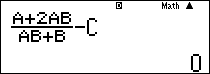 D Math ▲
A+2AB
AB+B -C
0